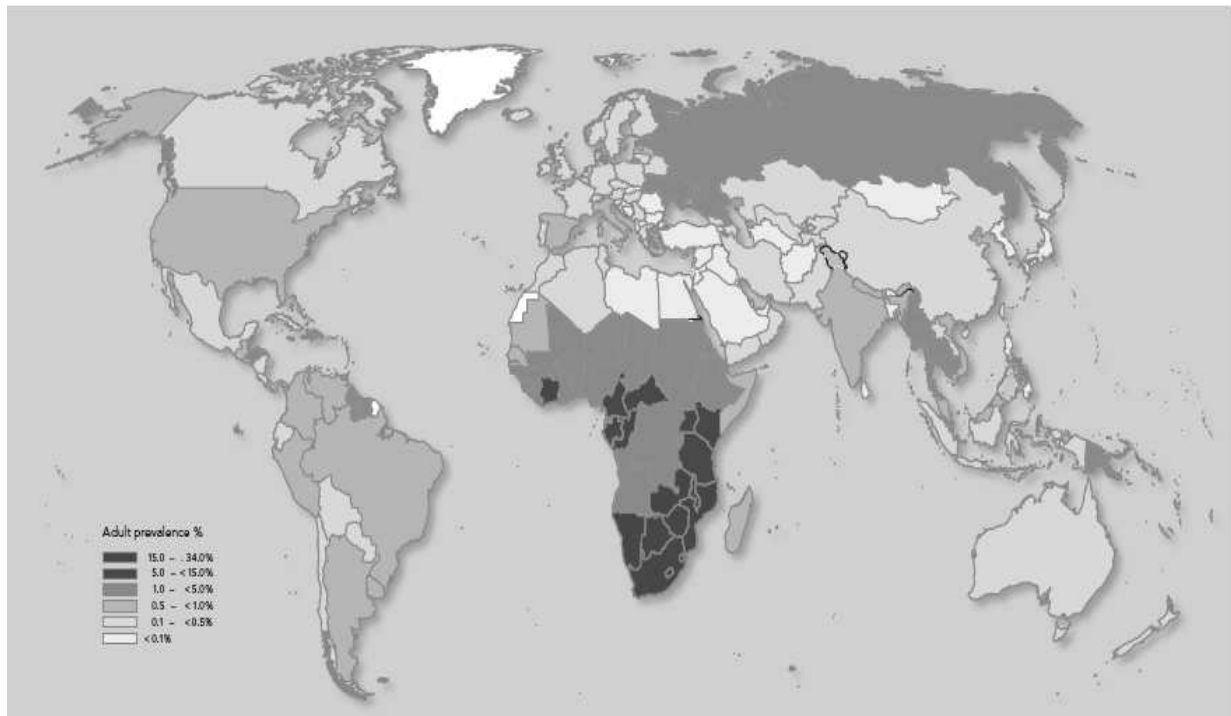 Adult prevalence %
15.0 – . 34.0%
5.0 – <15.0%
1.0 – <5.0%
0.5 – <1.0%
0.1 – <0.5%
<0.1%